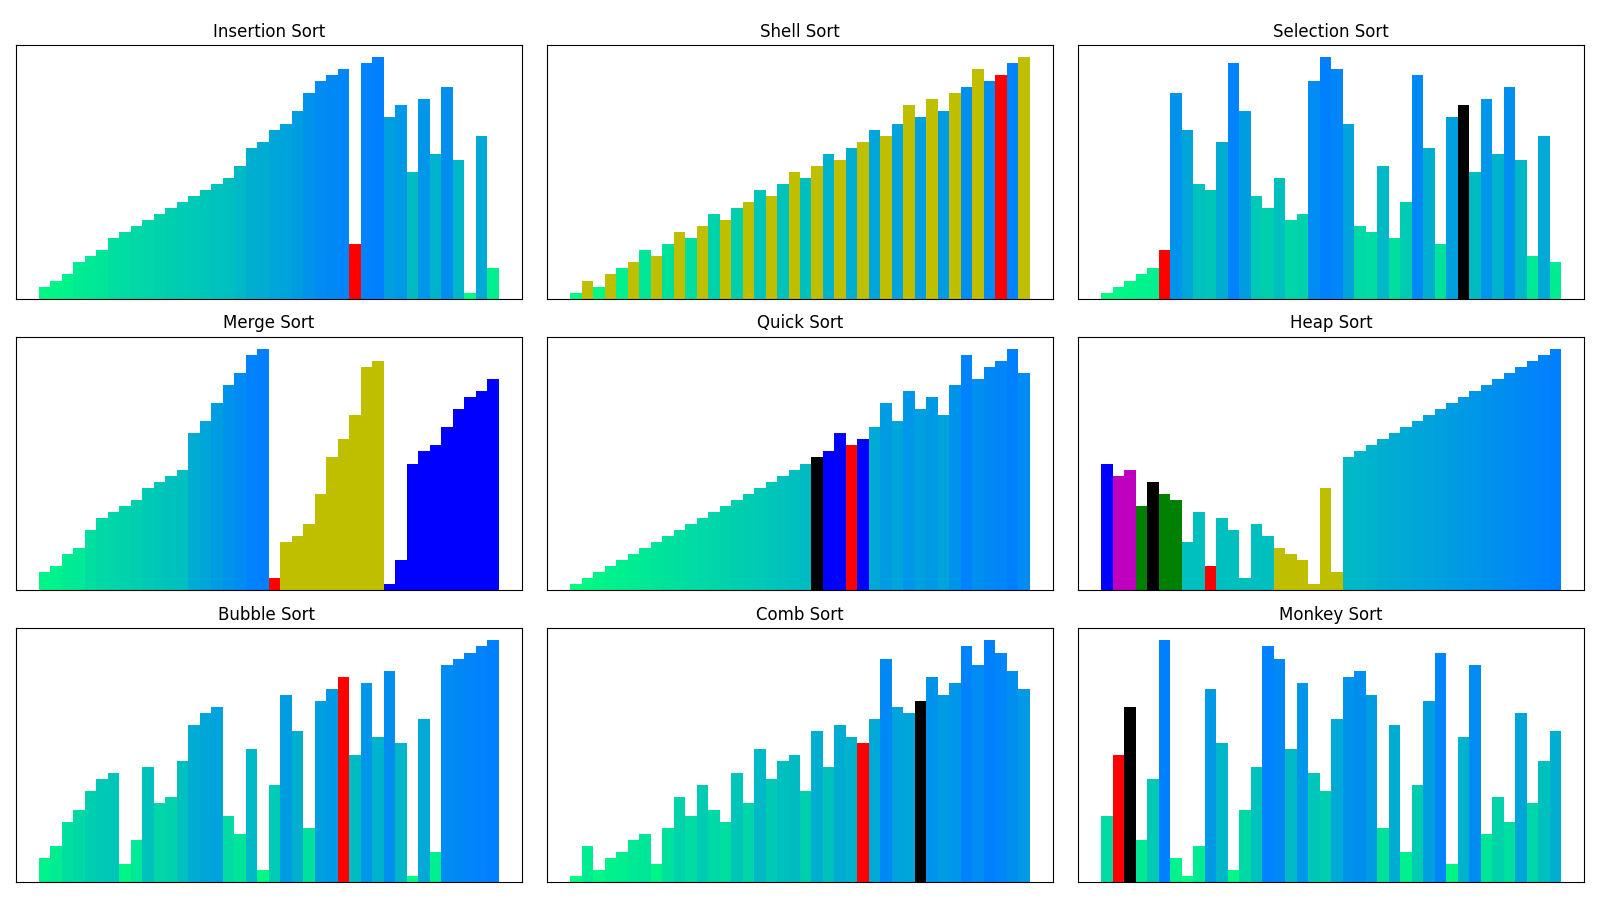 Insertion Sort
Shell Sort
Selection Sort
Merge Sort
Quick Sort
Heap Sort
Bubble Sort
Comb Sort
Monkey Sort